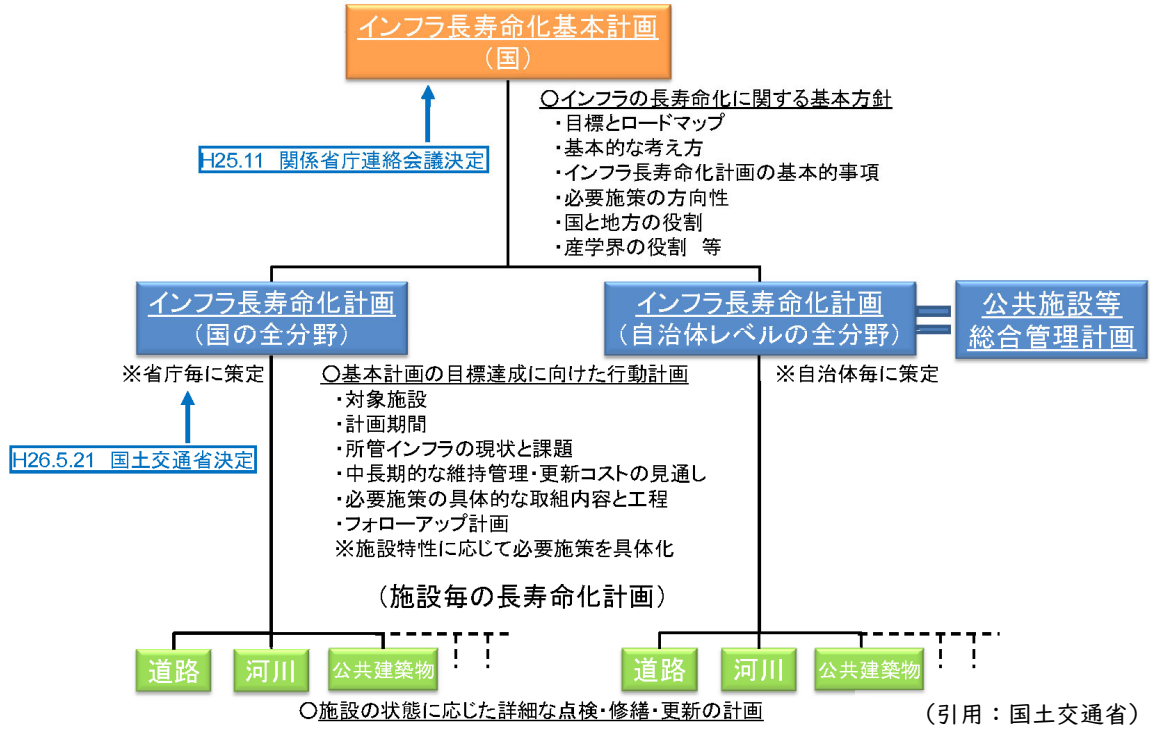 インフラ長寿命化基本計画
(国)
○インフラの長寿命化に関する基本方針
・目標とロードマップ
・基本的な考え方
・インフラ長寿命化計画の基本的事項
・必要施策の方向性
・国と地方の役割
・産学界の役割 等
H25.11 関係省庁連絡会議決定
インフラ長寿命化計画
(国の全分野)
インフラ長寿命化計画
(自治体レベルの全分野)
公共施設等
総合管理計画
※省庁毎に策定
※自治体毎に策定
H26.5.21 国土交通省決定
○基本計画の目標達成に向けた行動計画
・対象施設
・計画期間
・所管インフラの現状と課題
・中長期的な維持管理・更新コストの見通し
・必要施策の具体的な取組内容と工程
・フォローアップ計画
※施設特性に応じて必要施策を具体化
(施設毎の長寿命化計画)
道路
河川
公共建築物
道路
河川
公共建築物
○施設の状態に応じた詳細な点検・修繕・更新の計画
(引用:国土交通省)